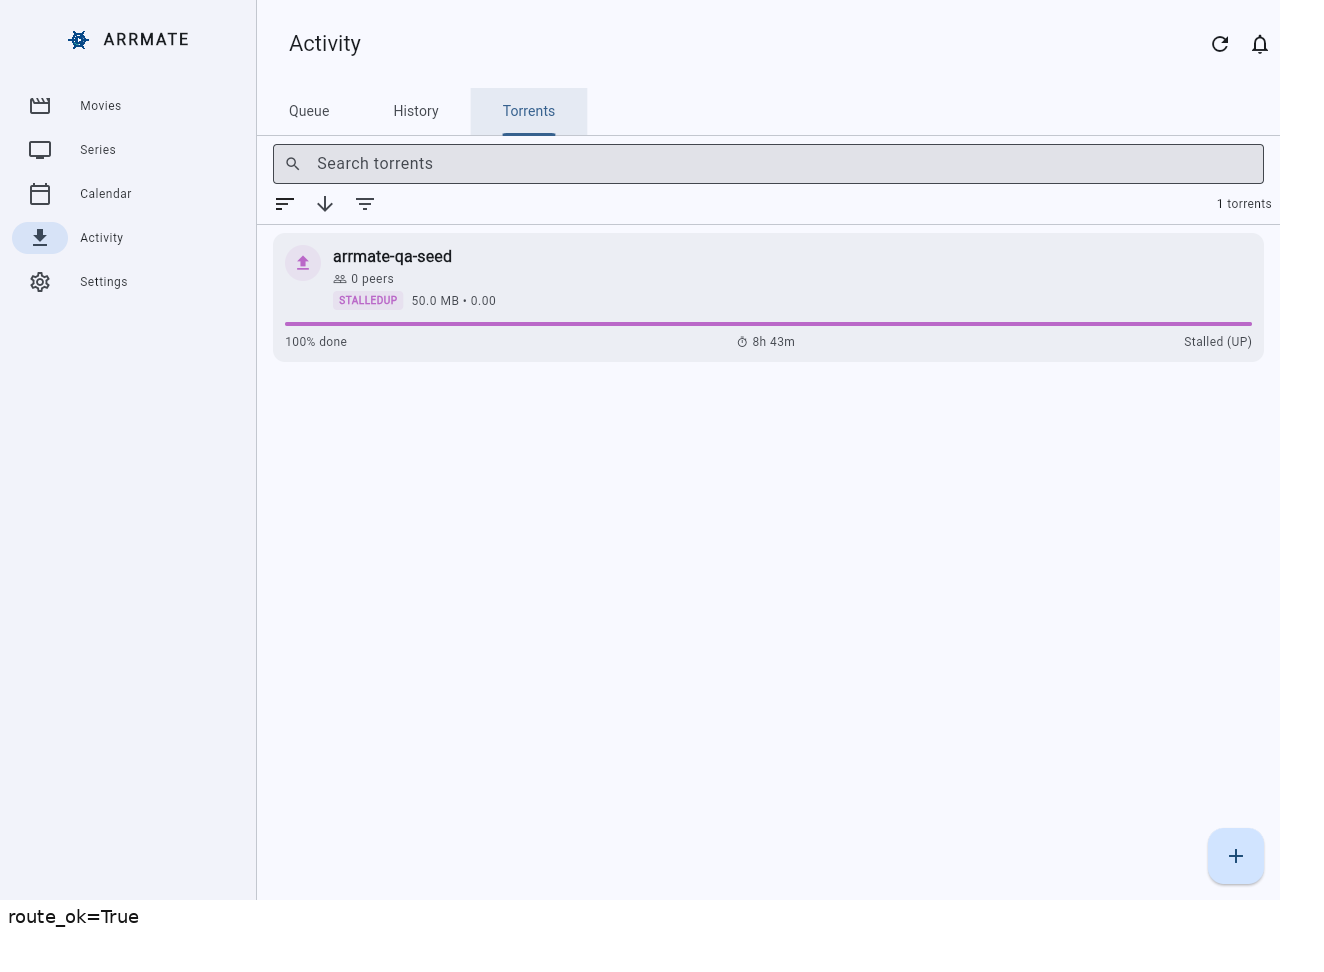 ARRMATE
Movies
Series
Calendar
Activity
Settings
Activity
Queue
History
Torrents
Search torrents
1 torrents
arrmate-qa-seed
0 peers
STALLEDUP 50.0 MB • 0.00
100% done
8h 43m
Stalled (UP)
route_ok=True